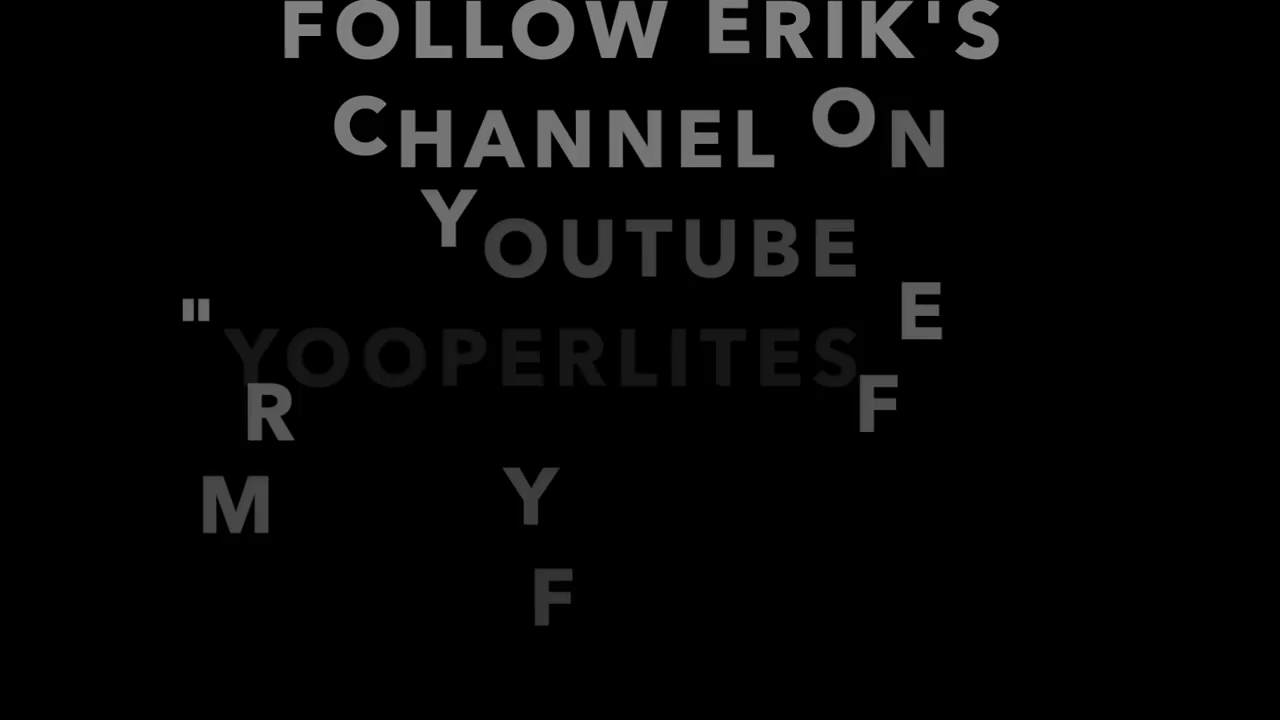 FOLLOW ERIK'S
CHANNEL ON
YOUTUBE
"YOOPERLITES E
R F
M Y
F